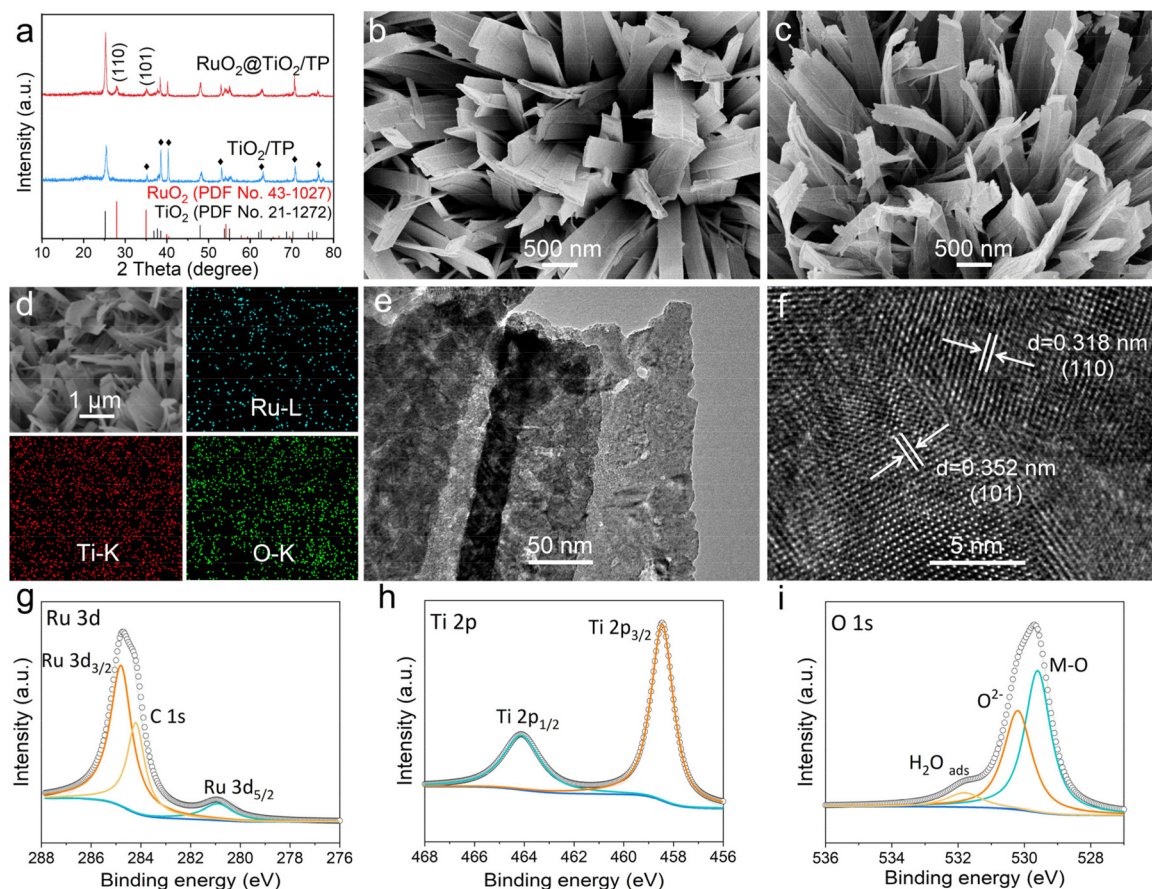 a
Intensity (a.u.)
(110)
(101)
RuO₂@TiO₂/TP
TiO₂/TP
RuO₂ (PDF No. 43-1027)
TiO₂ (PDF No. 21-1272)
10 20 30 40 50 60 70 80
2 Theta (degree)
b
500 nm
c
500 nm
d
1 μm
Ru-L
Ti-K
O-K
e
50 nm
f
d=0.318 nm
(110)
d=0.352 nm
(101)
5 nm
g
Ru 3d
Intensity (a.u.)
Ru 3d₃/₂
C 1s
Ru 3d₅/₂
288 286 284 282 280 278 276
Binding energy (eV)
h
Ti 2p
Intensity (a.u.)
Ti 2p₁/₂
Ti 2p₃/₂
468 466 464 462 460 458 456
Binding energy (eV)
i
O 1s
Intensity (a.u.)
M-O
O²⁻
H₂O ads
536 534 532 530 528
Binding energy (eV)